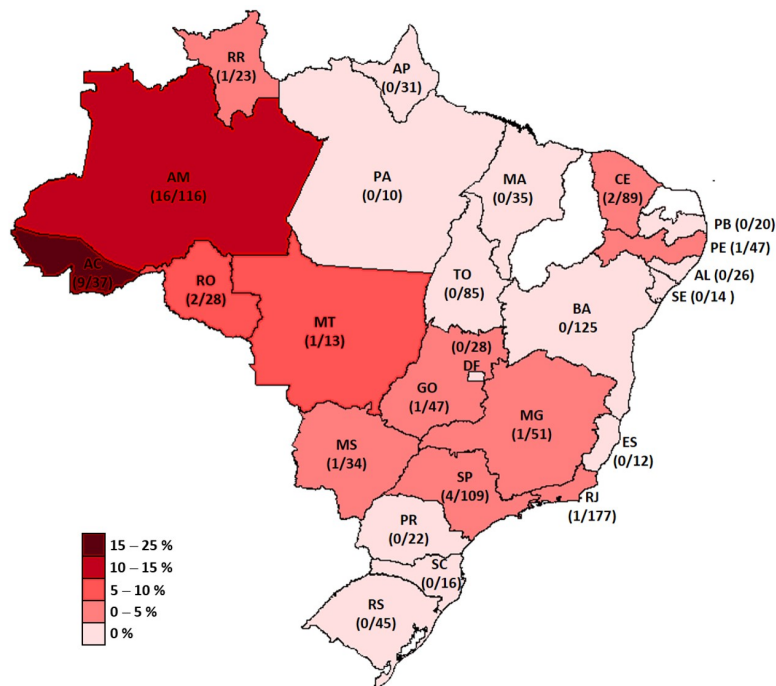 RR
(1/23)
AP
(0/31)
AM
(16/116)
PA
(0/10)
MA
(0/35)
CE
(2/89)
PB (0/20)
PE (1/47)
AL (0/26)
SE (0/14 )
AC
(9/37)
RO
(2/28)
TO
(0/85)
BA
0/125
MT
(1/13)
(0/28)
DF
GO
(1/47)
MG
(1/51)
ES
(0/12)
MS
(1/34)
SP
(4/109)
RJ
(1/177)
PR
(0/22)
SC
(0/16)
RS
(0/45)
15 – 25 %
10 – 15%
5 – 10 %
0 – 5 %
0 %